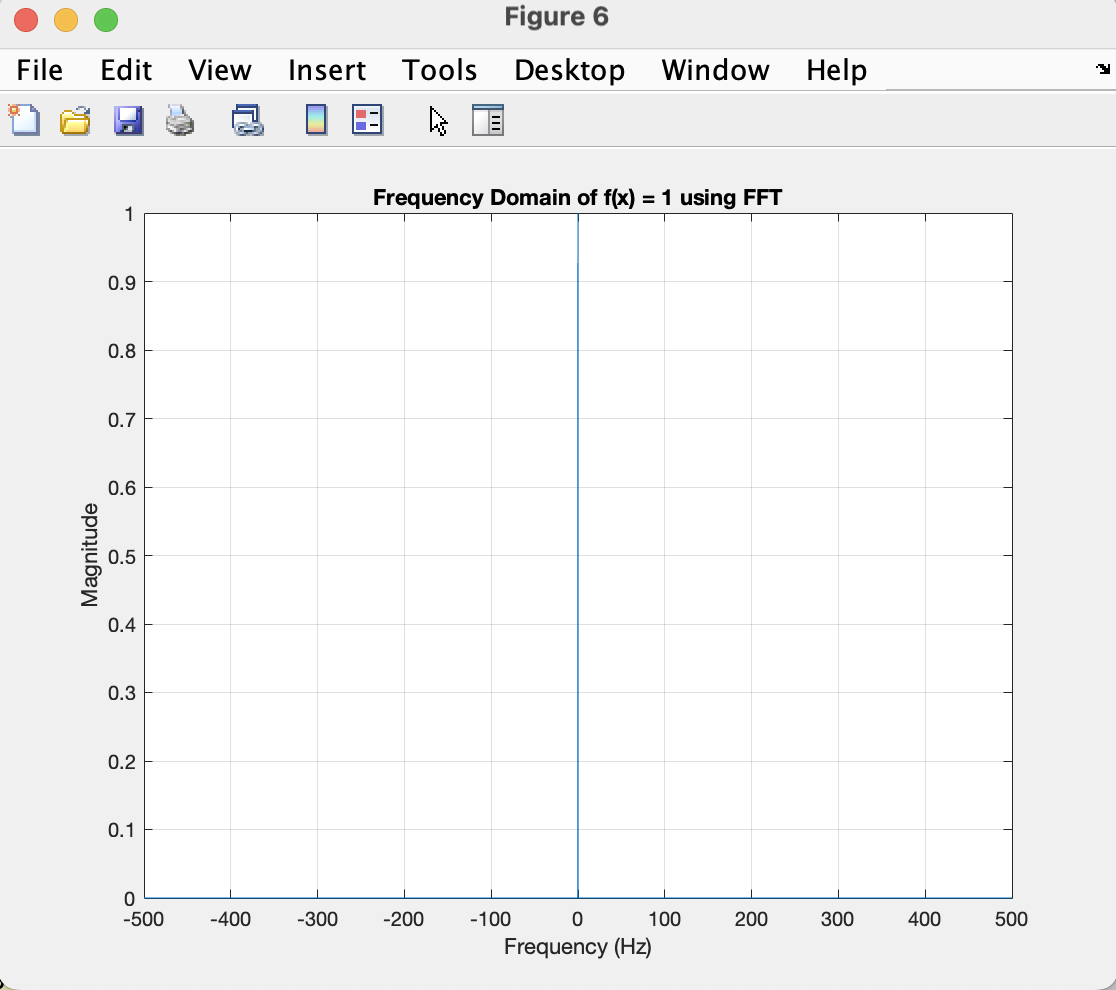 Figure 6
File Edit View Insert Tools Desktop Window Help
Frequency Domain of f(x) = 1 using FFT
1
0.9
0.8
0.7
0.6
0.5
0.4
0.3
0.2
0.1
0
Magnitude
-500 -400 -300 -200 -100 0 100 200 300 400 500
Frequency (Hz)